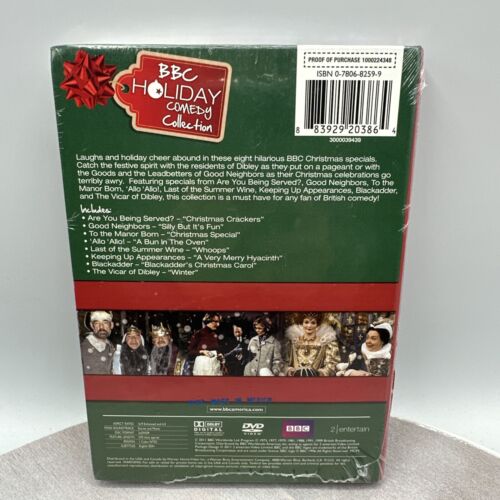 BBC
HOLIDAY
COMEDY
Collection
PROOF OF PURCHASE 1000224348
ISBN 0-7806-8259-9
8 83929 20386 4
3000039439
Laughs and holiday cheer abound in these eight hilarious BBC Christmas specials.
Catch the festive spirit with the residents of Dibley as they put on a pageant or with
the Goods and the Leadbetters of Good Neighbors as their Christmas celebrations go
terribly awry. Featuring specials from Are You Being Served?, Good Neighbors, To the
Manor Born, 'Allo 'Allo!, Last of the Summer Wine, Keeping Up Appearances, Blackadder,
and The Vicar of Dibley, this collection is a must have for any fan of British comedy!
Includes:
• Are You Being Served? – "Christmas Crackers"
• Good Neighbors – "Silly But It's Fun"
• To the Manor Born – "Christmas Special"
• 'Allo 'Allo! – "A Bun In The Oven"
• Last of the Summer Wine – "Whoops"
• Keeping Up Appearances – "A Very Merry Hyacinth"
• Blackadder – "Blackadder's Christmas Carol"
• The Vicar of Dibley – "Winter"
www.bbcamerica.com
DOLBY
DIGITAL
DVD
VIDEO
BBC
2 entertain